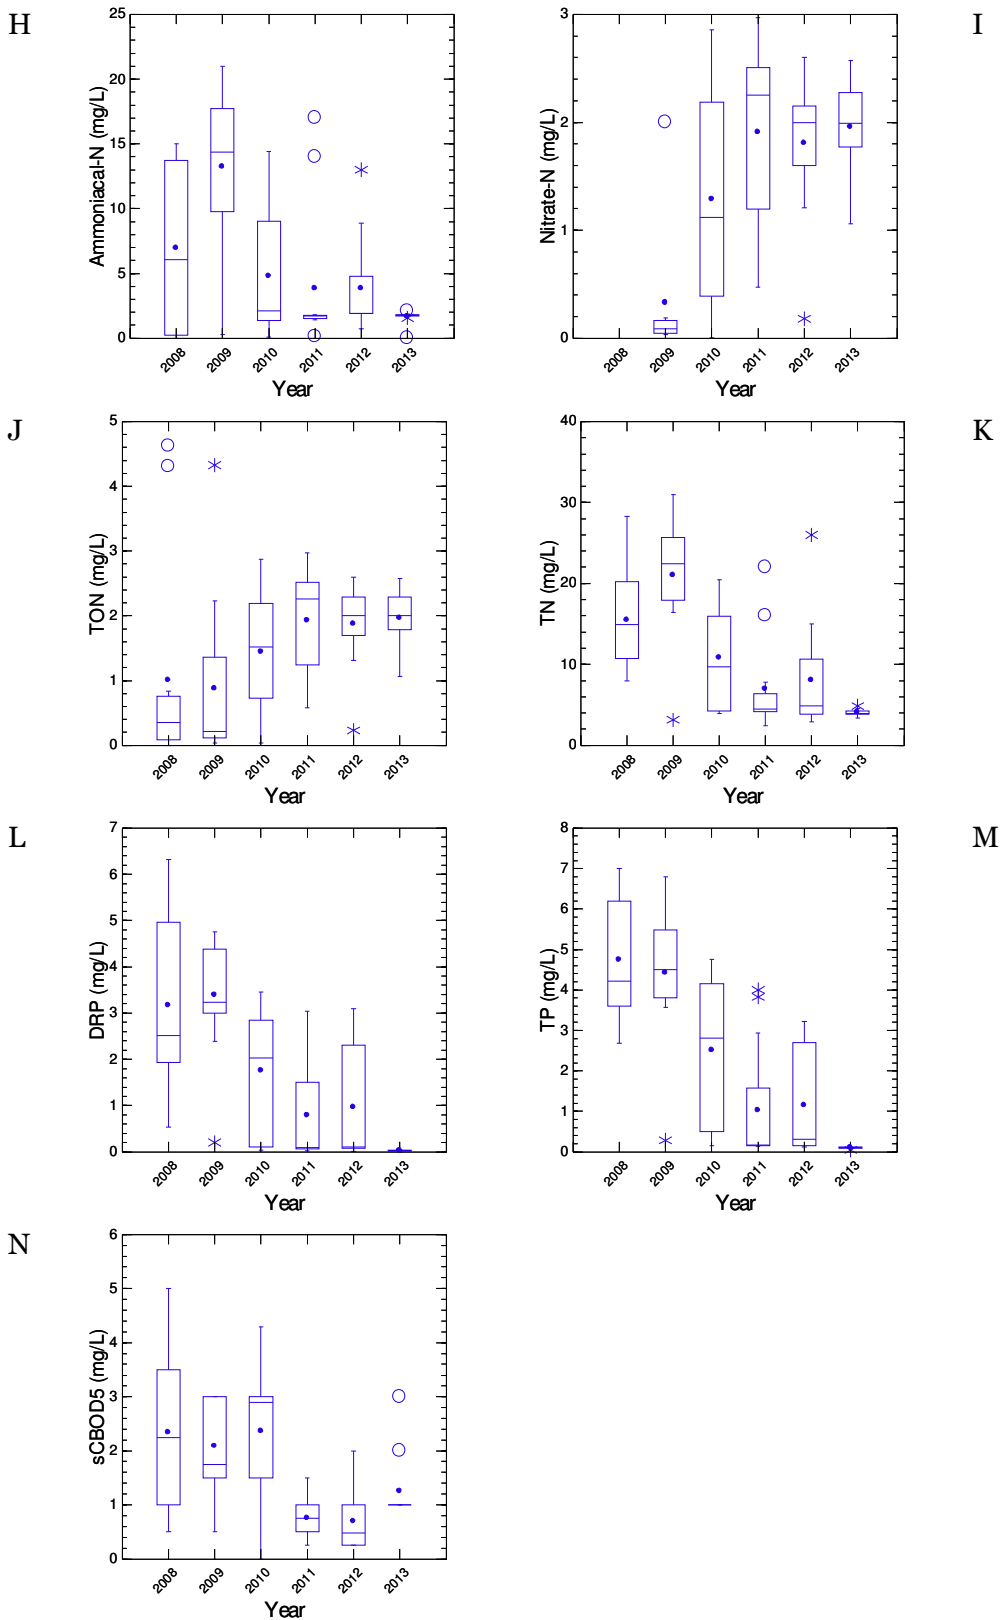 H
Ammoniacal-N (mg/L)
25
20
15
10
5
0
2008 2009 2010 2011 2012 2013
Year
I
Nitrate-N (mg/L)
3
2
1
0
2008 2009 2010 2011 2012 2013
Year
J
TON (mg/L)
5
4
3
2
1
0
2008 2009 2010 2011 2012 2013
Year
K
TN (mg/L)
40
30
20
10
0
2008 2009 2010 2011 2012 2013
Year
L
DRP (mg/L)
7
6
5
4
3
2
1
0
2008 2009 2010 2011 2012 2013
Year
M
TP (mg/L)
8
7
6
5
4
3
2
1
0
2008 2009 2010 2011 2012 2013
Year
N
sCBOD5 (mg/L)
6
5
4
3
2
1
0
2008 2009 2010 2011 2012 2013
Year